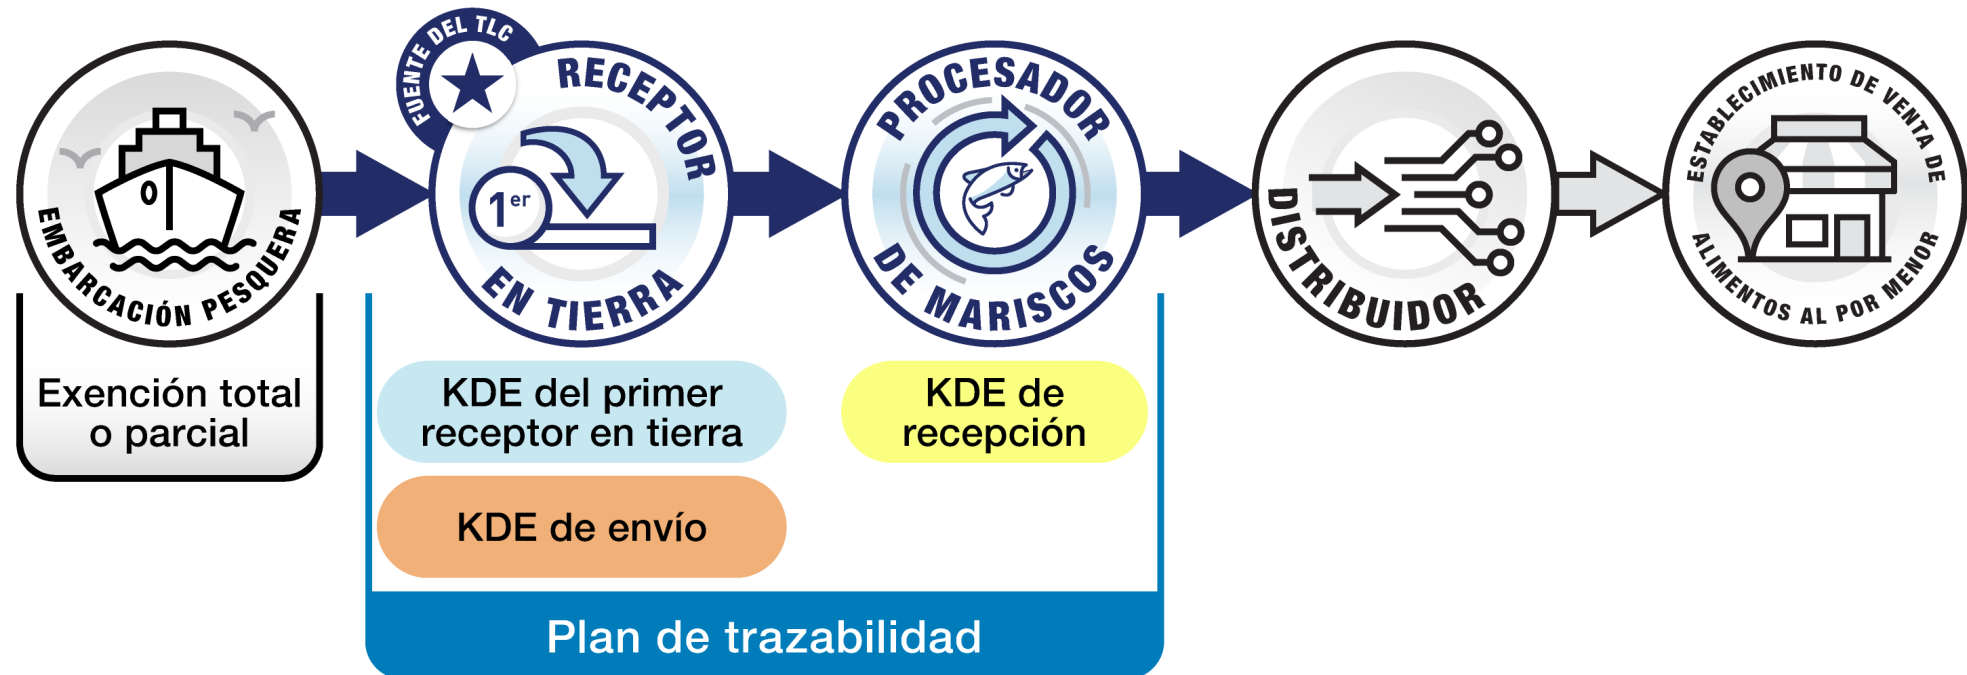 EMBARCACIÓN PESQUERA
FUENTE DEL TLC
RECEPTOR
1er
EN TIERRA
PROCESADOR
DE MARISCOS
DISTRIBUIDOR
ESTABLECIMIENTO DE VENTA DE
ALIMENTOS AL POR MENOR
Exención total
o parcial
KDE del primer
receptor en tierra
KDE de envío
KDE de
recepción
Plan de trazabilidad